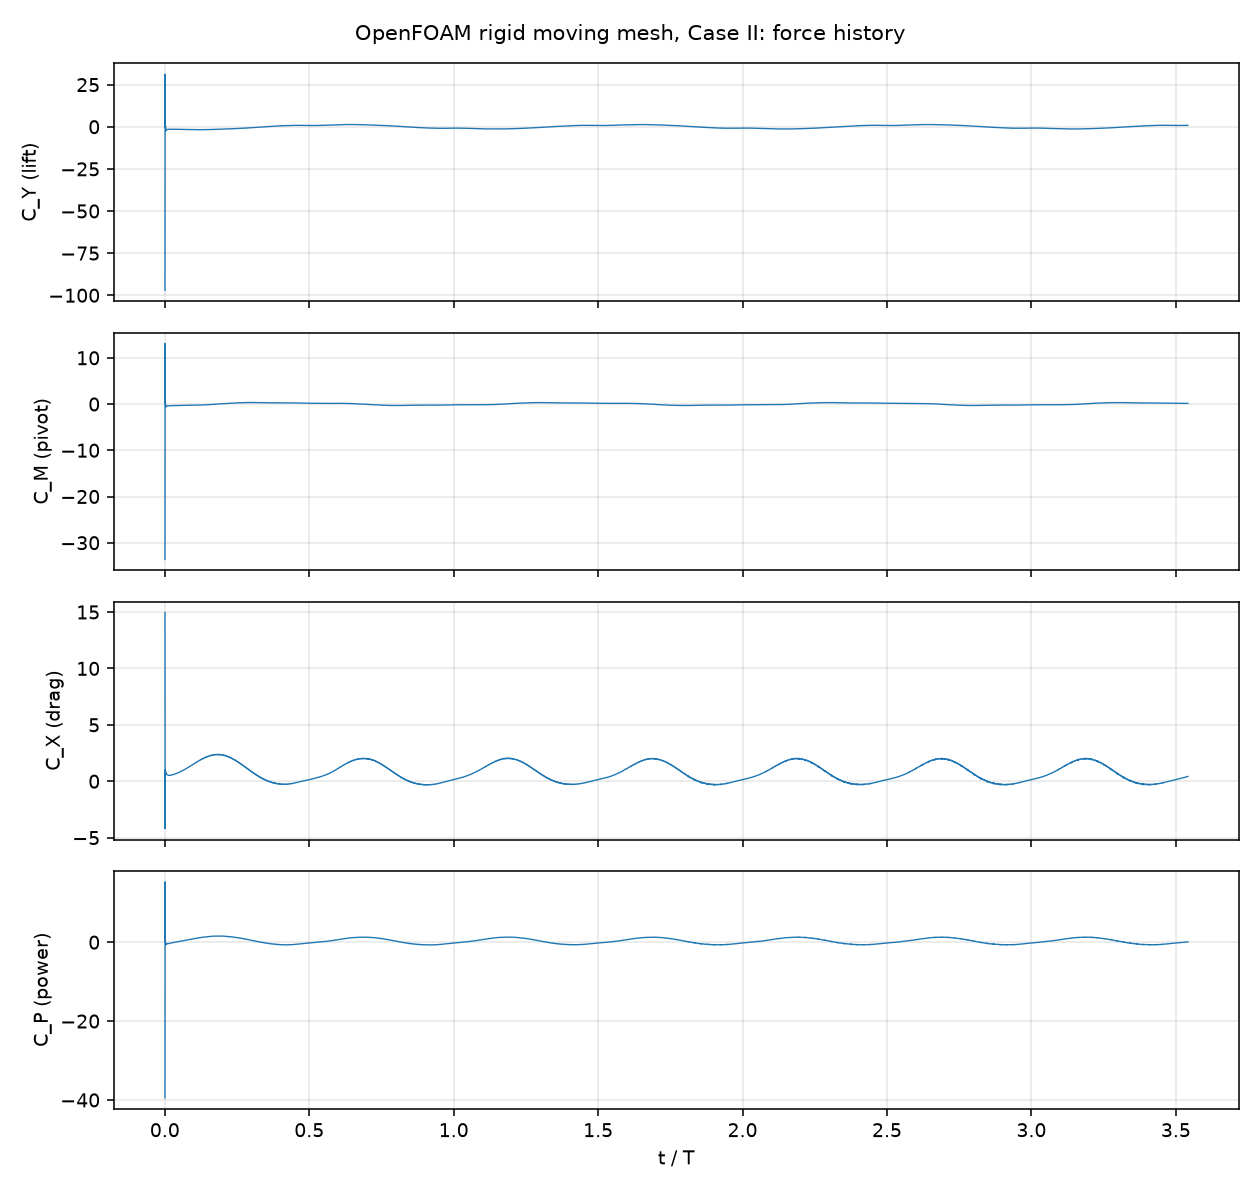 OpenFOAM rigid moving mesh, Case II: force history
C_Y (lift)
25
0
−25
−50
−75
−100
C_M (pivot)
10
0
−10
−20
−30
C_X (drag)
15
10
5
0
−5
C_P (power)
0
−20
−40
0.0 0.5 1.0 1.5 2.0 2.5 3.0 3.5
t / T